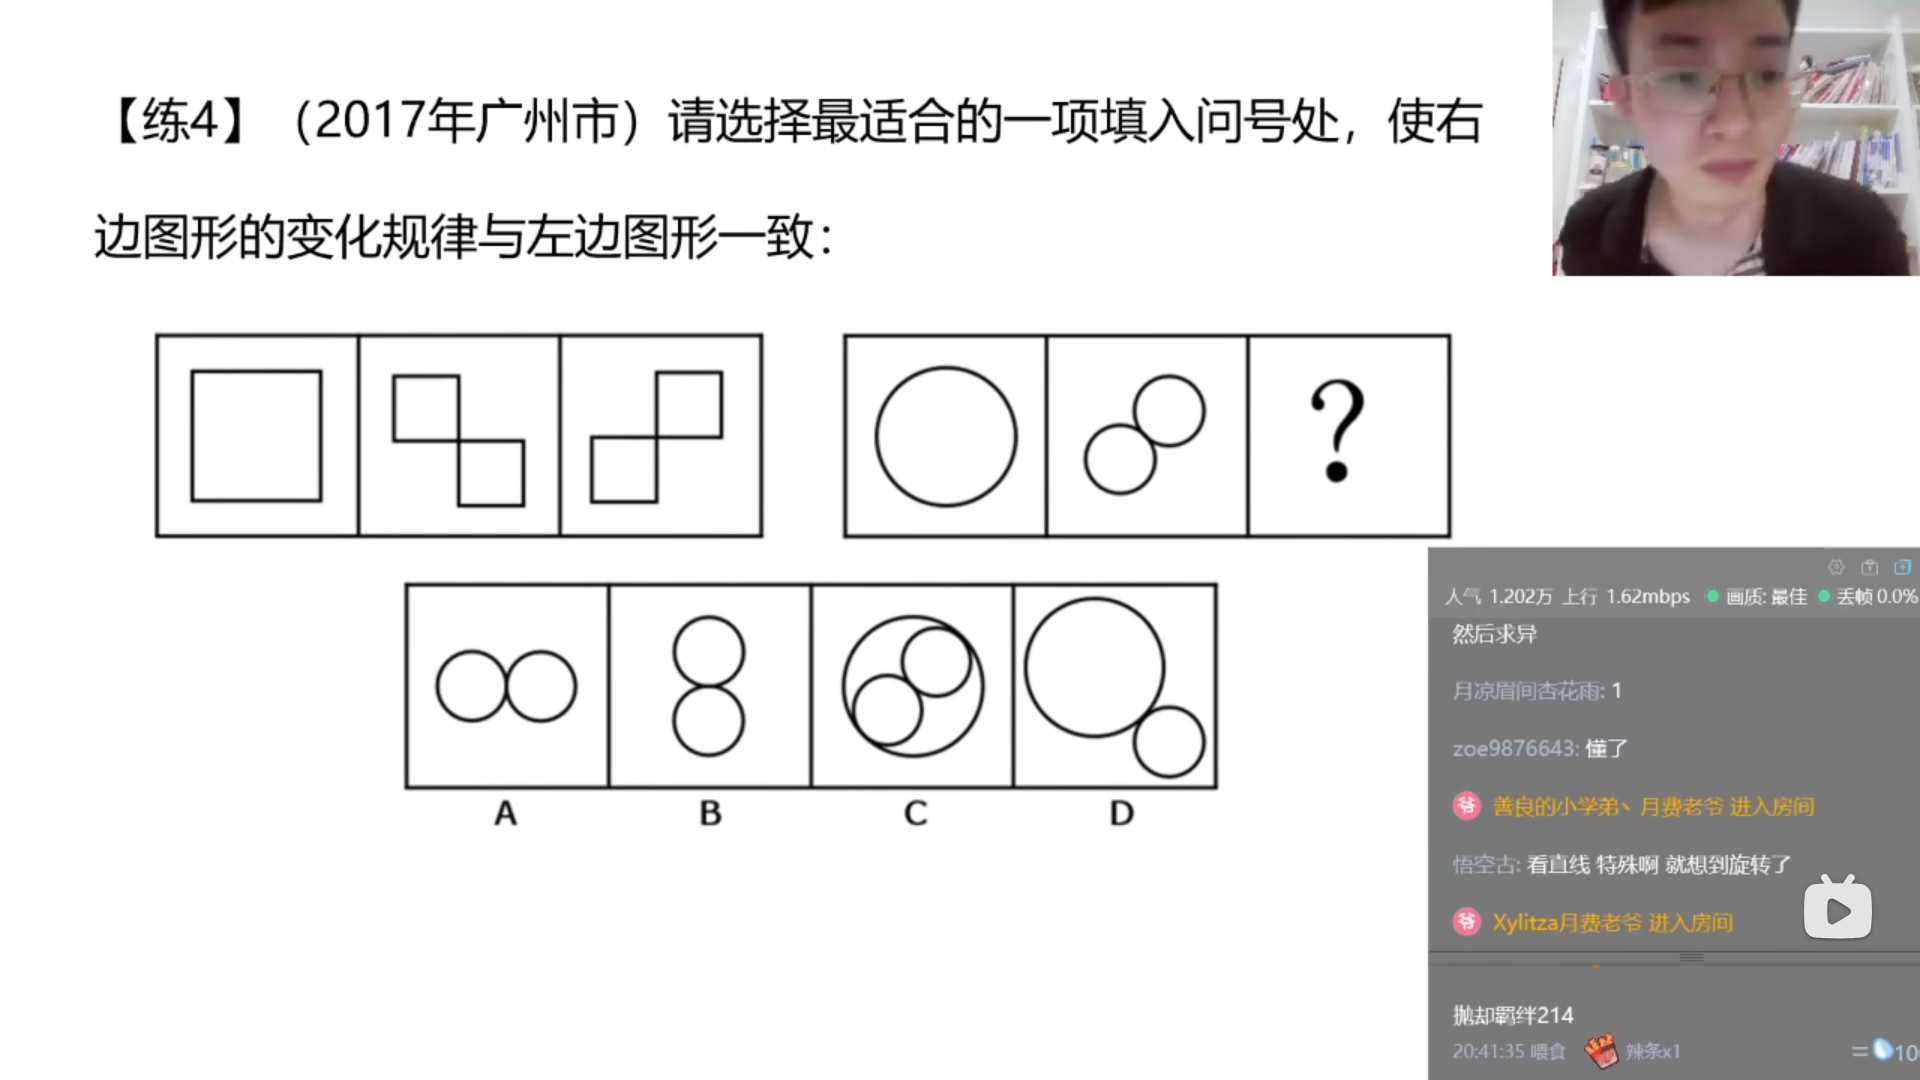 【练4】（2017年广州市）请选择最适合的一项填入问号处，使右
边图形的变化规律与左边图形一致：
?
A B C D
人气 1.202万 上行 1.62mbps 画质: 最佳 丢帧 0.0%
然后求异
月凉眉间杏花雨: 1
zoe9876643: 懂了
爷 善良的小学弟丶 月费老爷 进入房间
悟空古: 看直线 特殊啊 就想到旋转了
爷 Xylitza月费老爷 进入房间
抛却羁绊214
20:41:35 喂食 辣条x1
=
10